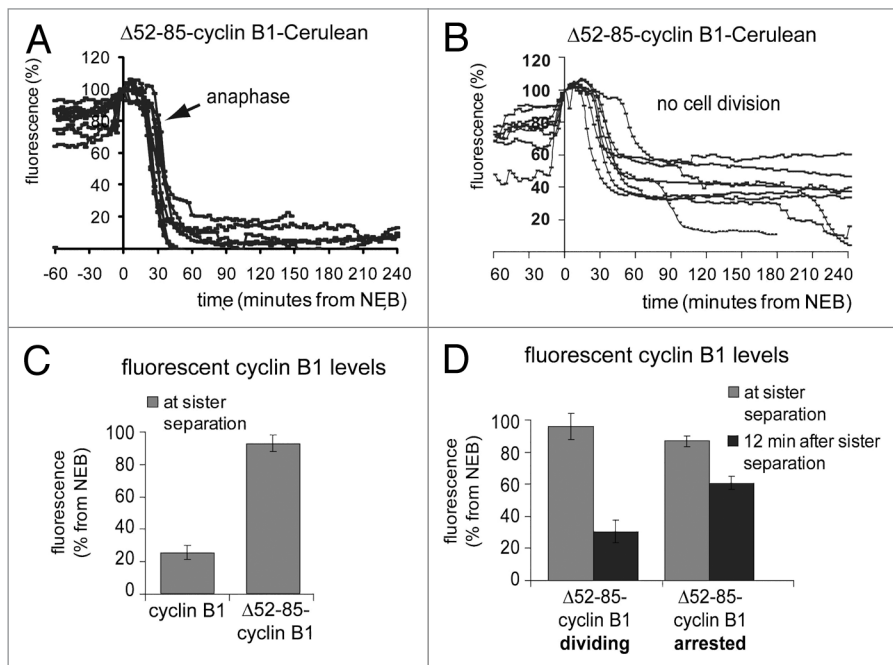 A
Δ52-85-cyclin B1-Cerulean
fluorescence (%)
120
100
80
60
40
20
anaphase
-60 -30 0 30 60 90 120 150 180 210 240
time (minutes from NEB)
B
Δ52-85-cyclin B1-Cerulean
fluorescence (%)
120
100
80
60
40
20
no cell division
60 30 0 30 60 90 120 150 180 210 240
time (minutes from NEB)
C
fluorescent cyclin B1 levels
at sister
separation
fluorescence
(% from NEB)
100
80
60
40
20
0
cyclin B1
Δ52-85-
cyclin B1
D
fluorescent cyclin B1 levels
at sister
separation
12 min after sister
separation
fluorescence
(% from NEB)
100
80
60
40
20
0
Δ52-85-
cyclin B1
dividing
Δ52-85-
cyclin B1
arrested